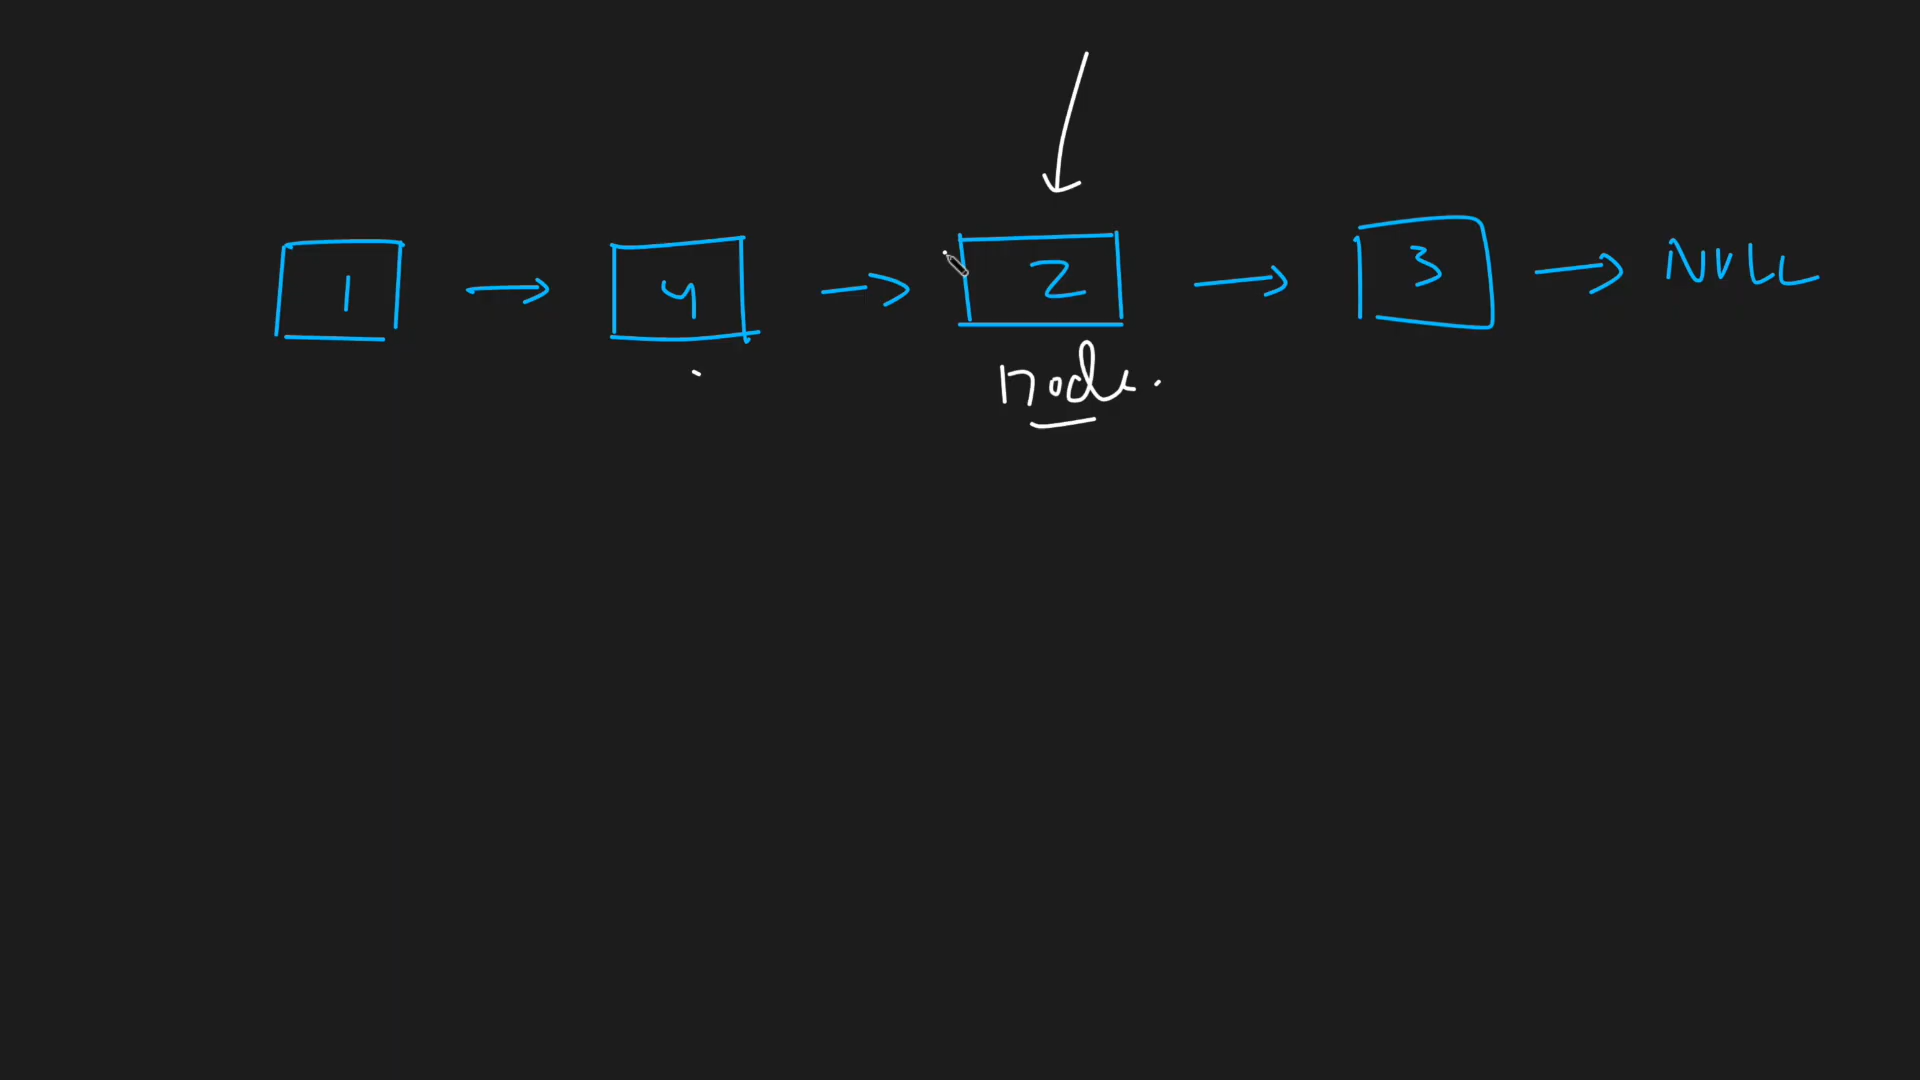 1 → 4 → 2 → 3 → NULL
node.